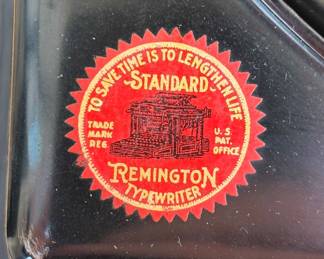 TO SAVE TIME IS TO LENGTHEN LIFE
STANDARD
TRADE
MARK
REG.
U.S.
PAT.
OFFICE
REMINGTON
TYPEWRITER